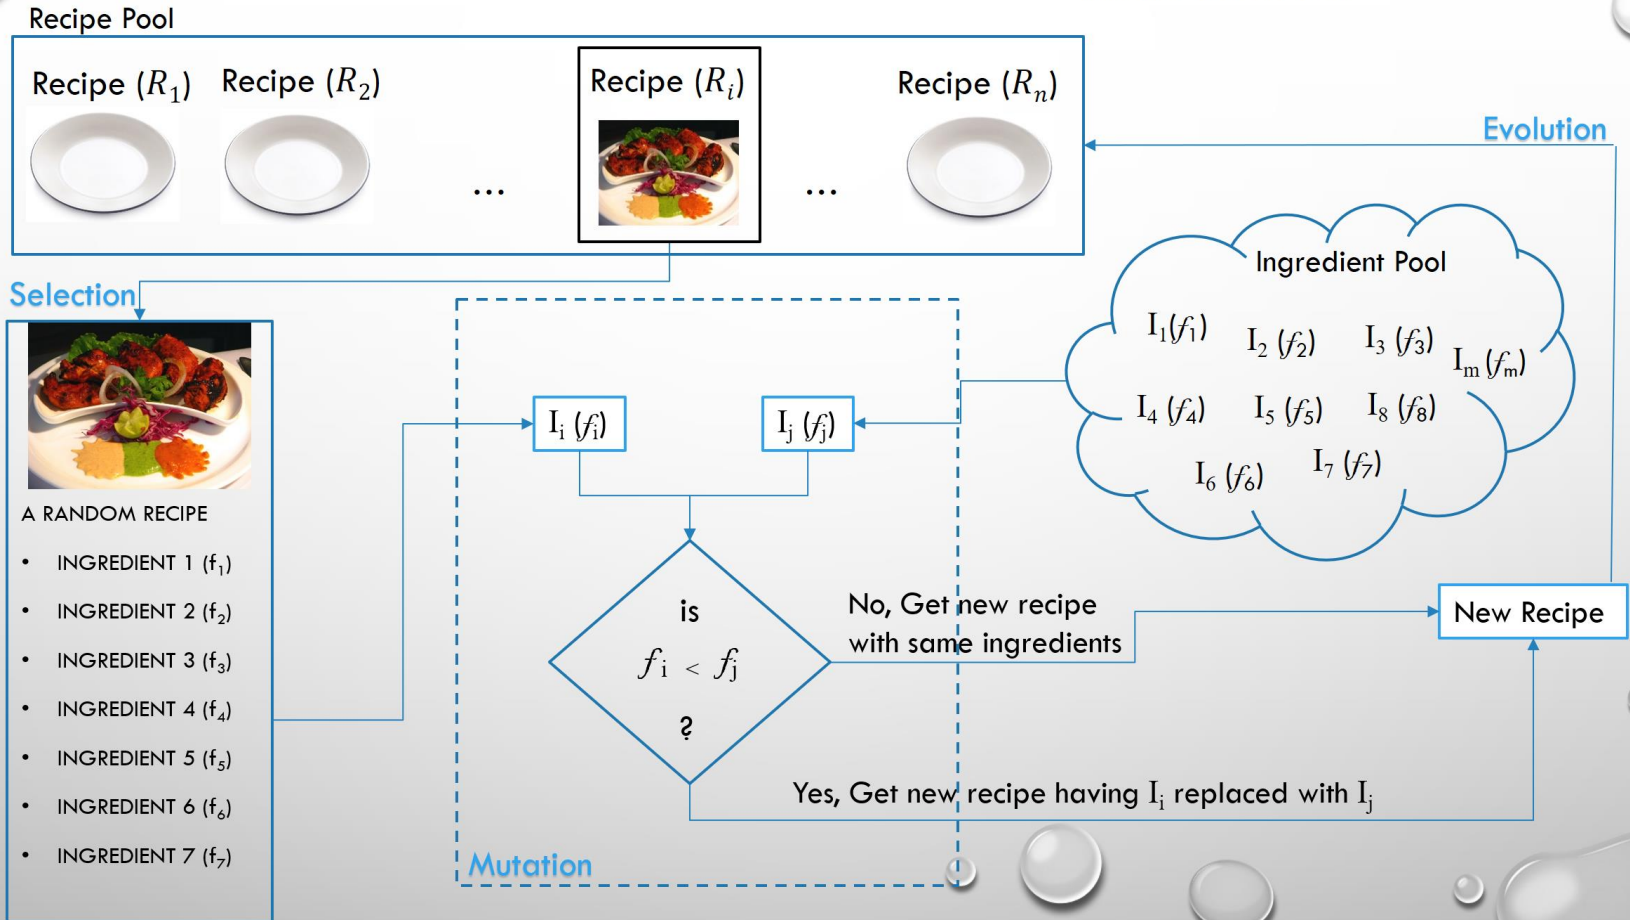 Recipe Pool
Recipe (R₁)
Recipe (R₂)
...
Recipe (Rᵢ)
...
Recipe (Rₙ)
Evolution
Ingredient Pool
I₁(f₁)
I₂ (f₂)
I₃ (f₃)
Iₘ (fₘ)
I₄ (f₄)
I₅ (f₅)
I₈ (f₈)
I₆ (f₆)
I₇ (f₇)
Selection
A RANDOM RECIPE
• INGREDIENT 1 (f₁)
• INGREDIENT 2 (f₂)
• INGREDIENT 3 (f₃)
• INGREDIENT 4 (f₄)
• INGREDIENT 5 (f₅)
• INGREDIENT 6 (f₆)
• INGREDIENT 7 (f₇)
Iᵢ (fᵢ)
Iⱼ (fⱼ)
is
fᵢ < fⱼ
?
No, Get new recipe
with same ingredients
New Recipe
Yes, Get new recipe having Iᵢ replaced with Iⱼ
Mutation